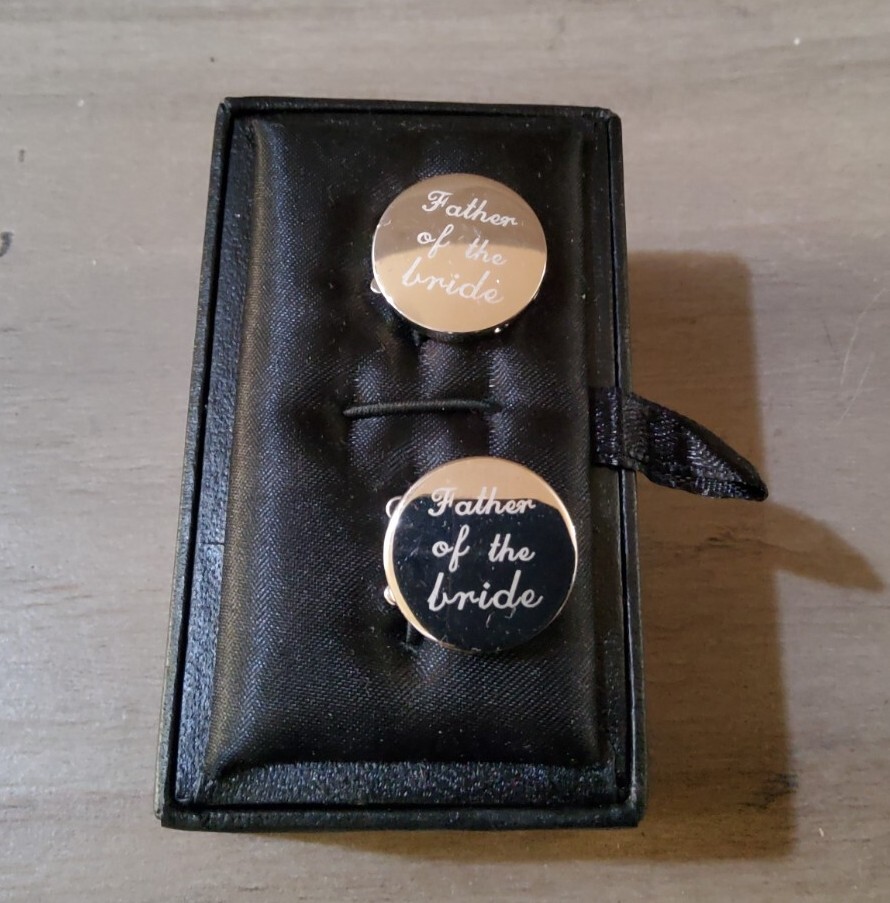 Father
of the
bride
Father
of the
bride